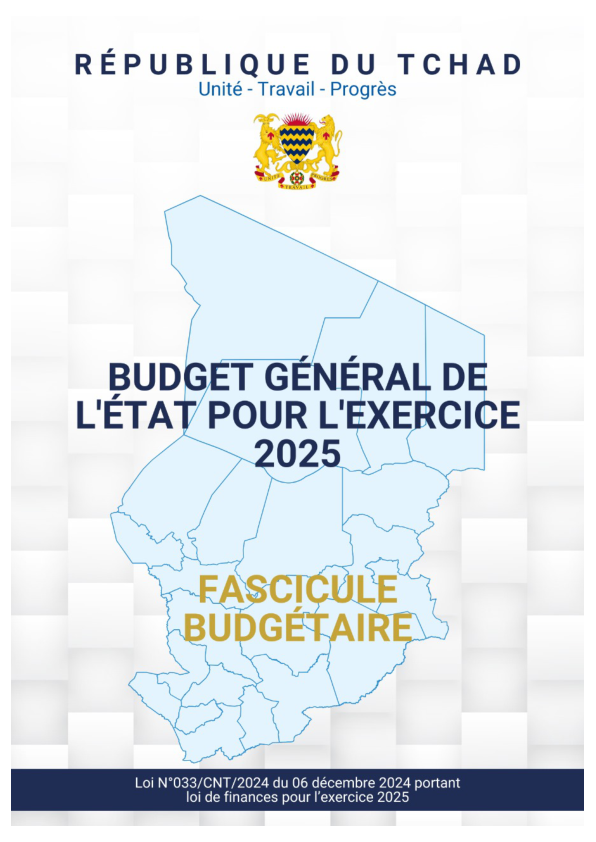 RÉPUBLIQUE DU TCHAD
Unité - Travail - Progrès
UNITÉ
TRAVAIL
PROGRÈS
BUDGET GÉNÉRAL DE
L'ÉTAT POUR L'EXERCICE
2025
FASCICULE
BUDGÉTAIRE
Loi N°033/CNT/2024 du 06 décembre 2024 portant
loi de finances pour l'exercice 2025